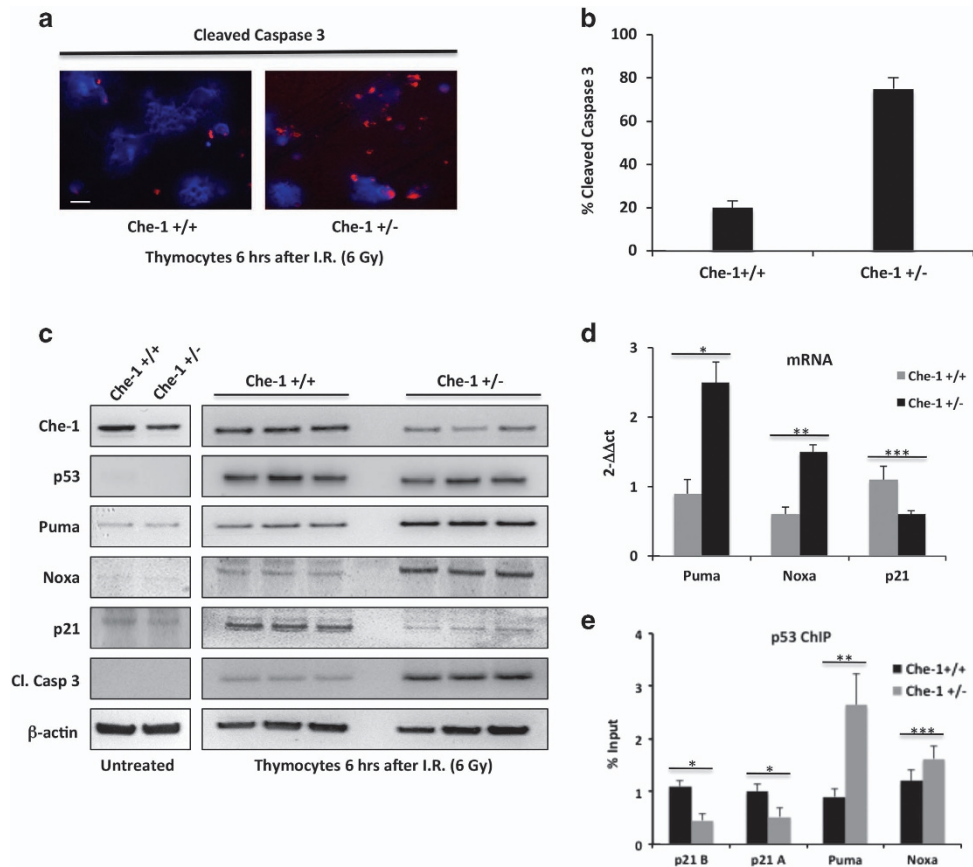 a
Cleaved Caspase 3
Che-1 +/+
Che-1 +/-
Thymocytes 6 hrs after I.R. (6 Gy)
b
% Cleaved Caspase 3
100
80
60
40
20
0
Che-1+/+
Che-1 +/-
c
Che-1 +/+
Che-1 +/-
Che-1 +/+
Che-1 +/-
Che-1
p53
Puma
Noxa
p21
Cl. Casp 3
β-actin
Untreated
Thymocytes 6 hrs after I.R. (6 Gy)
d
mRNA
2-ΔΔct
3
2
1
0
*
**
***
Che-1 +/+
Che-1 +/-
Puma
Noxa
p21
e
p53 ChIP
% Input
4
3
2
1
0
*
*
**
***
Che-1+/+
Che-1 +/-
p21 B
p21 A
Puma
Noxa